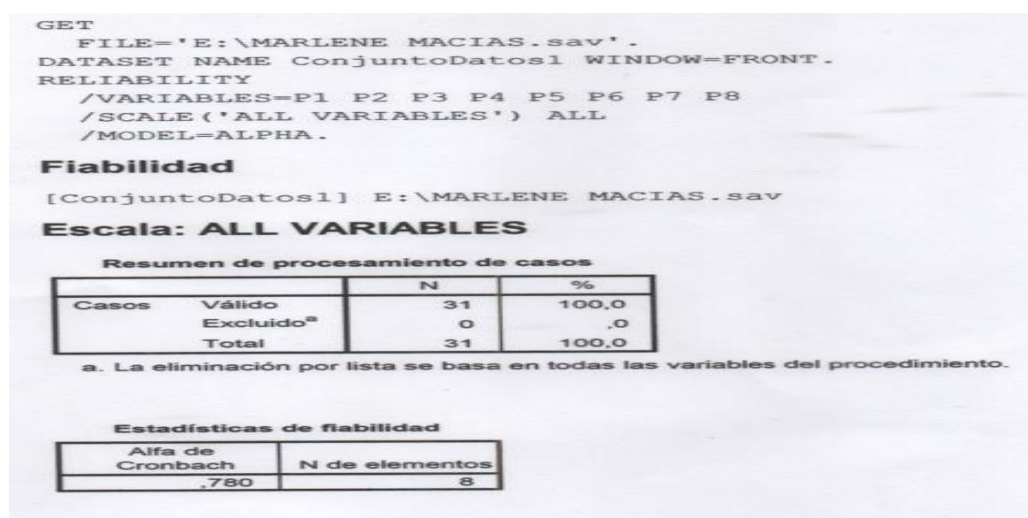 GET
FILE='E:\MARLENE MACIAS.sav'.
DATASET NAME ConjuntoDatos1 WINDOW=FRONT.
RELIABILITY
/VARIABLES=P1 P2 P3 P4 P5 P6 P7 P8
/SCALE('ALL VARIABLES') ALL
/MODEL=ALPHA.
Fiabilidad
[ConjuntoDatos1] E:\MARLENE MACIAS.sav
Escala: ALL VARIABLES
Resumen de procesamiento de casos
N %
Casos Válido 31 100,0
Excluido^a 0 ,0
Total 31 100,0
a. La eliminación por lista se basa en todas las variables del procedimiento.
Estadísticas de fiabilidad
Alfa de
Cronbach N de elementos
,780 8